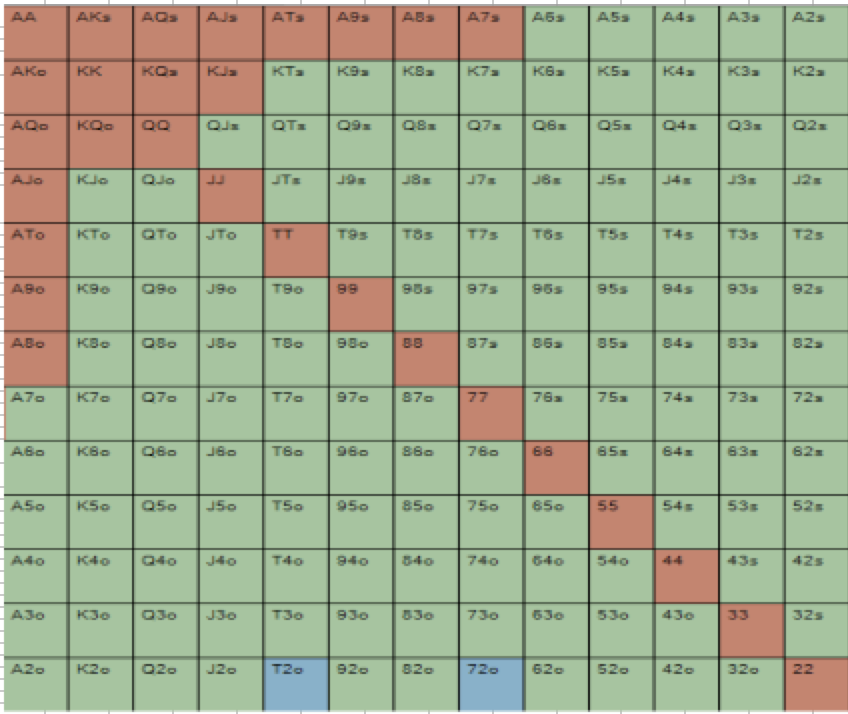 AA AKs AQs AJs ATs A9s A8s A7s A6s A5s A4s A3s A2s
AKo KK KQs KJs KTs K9s K8s K7s K6s K5s K4s K3s K2s
AQo KQo QQ QJs QTs Q9s Q8s Q7s Q6s Q5s Q4s Q3s Q2s
AJo KJo QJo JJ JTs J9s J8s J7s J6s J5s J4s J3s J2s
ATo KTo QTo JTo TT T9s T8s T7s T6s T5s T4s T3s T2s
A9o K9o Q9o J9o T9o 99 98s 97s 96s 95s 94s 93s 92s
A8o K8o Q8o J8o T8o 98o 88 87s 86s 85s 84s 83s 82s
A7o K7o Q7o J7o T7o 97o 87o 77 76s 75s 74s 73s 72s
A6o K6o Q6o J6o T6o 96o 86o 76o 66 65s 64s 63s 62s
A5o K5o Q5o J5o T5o 95o 85o 75o 65o 55 54s 53s 52s
A4o K4o Q4o J4o T4o 94o 84o 74o 64o 54o 44 43s 42s
A3o K3o Q3o J3o T3o 93o 83o 73o 63o 53o 43o 33 32s
A2o K2o Q2o J2o T2o 92o 82o 72o 62o 52o 42o 32o 22